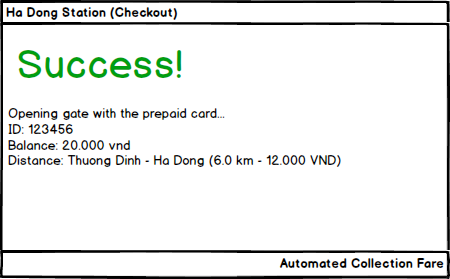 Ha Dong Station (Checkout)
Success!
Opening gate with the prepaid card...
ID: 123456
Balance: 20.000 vnd
Distance: Thuong Dinh - Ha Dong (6.0 km - 12.000 VND)
Automated Collection Fare